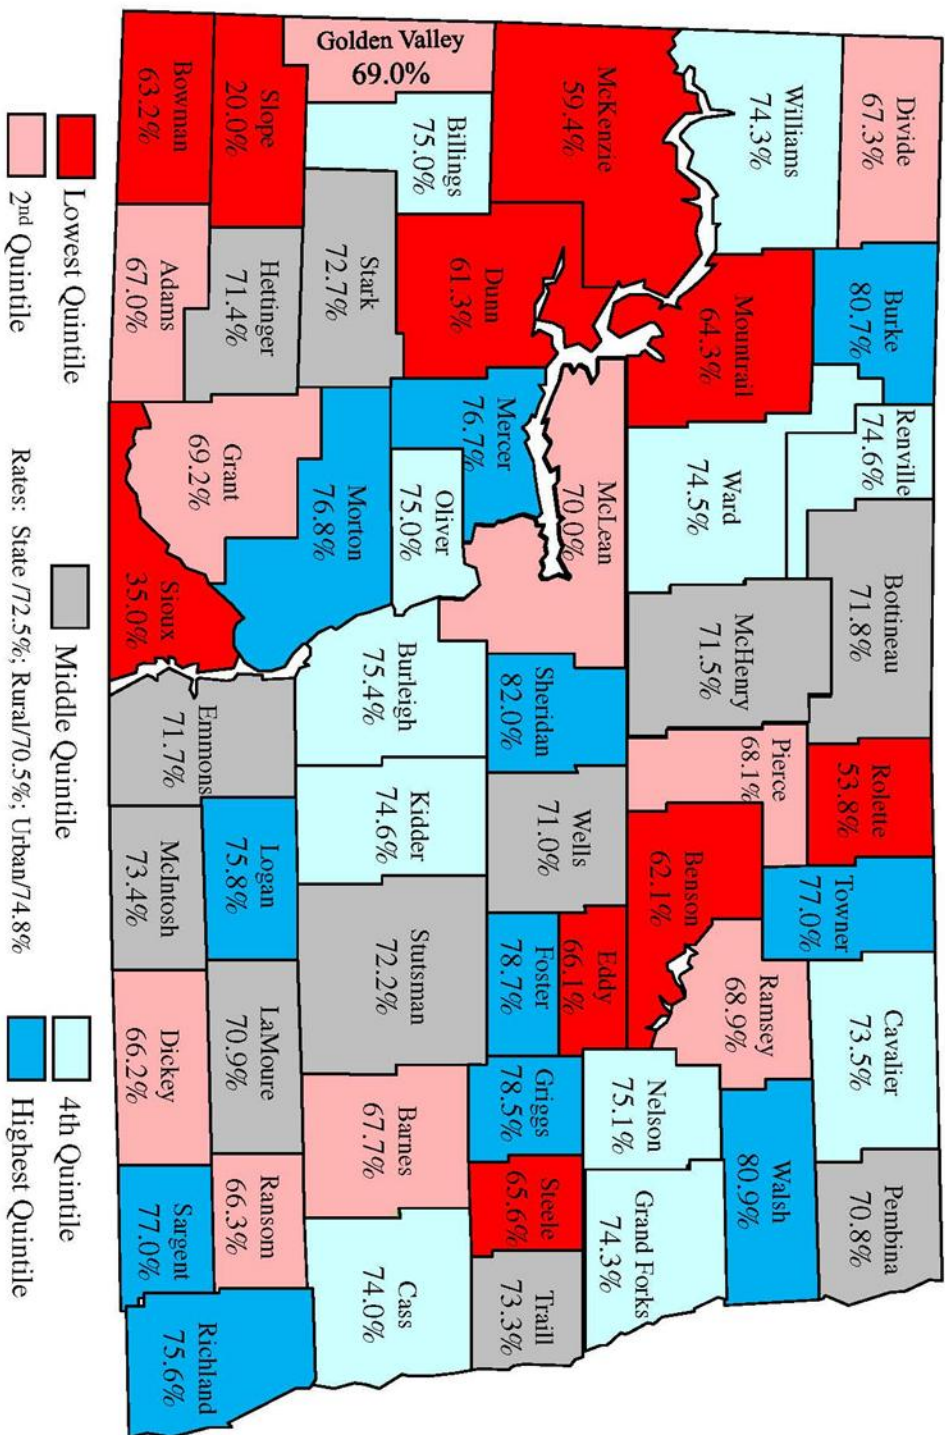 Divide
67.3%
Burke
80.7%
Renville
74.6%
Bottineau
71.8%
Rolette
53.8%
Towner
77.0%
Cavalier
73.5%
Pembina
70.8%
Williams
74.3%
Mountrail
64.3%
Ward
74.5%
McHenry
71.5%
Pierce
68.1%
Benson
62.1%
Ramsey
68.9%
Walsh
80.9%
Nelson
75.1%
Grand Forks
74.3%
McKenzie
59.4%
McLean
70.0%
Sheridan
82.0%
Wells
71.0%
Eddy
66.1%
Foster
78.7%
Griggs
78.5%
Steele
65.6%
Traill
73.3%
Golden Valley
69.0%
Billings
75.0%
Dunn
61.3%
Mercer
76.7%
Oliver
75.0%
Stark
72.7%
Morton
76.8%
Burleigh
75.4%
Kidder
74.6%
Stutsman
72.2%
Barnes
67.7%
Cass
74.0%
Slope
20.0%
Hettinger
71.4%
Grant
69.2%
Sioux
35.0%
Emmons
71.7%
Logan
75.8%
LaMoure
70.9%
Ransom
66.3%
Richland
75.6%
Bowman
63.2%
Adams
67.0%
McIntosh
73.4%
Dickey
66.2%
Sargent
77.0%
Lowest Quintile
2nd Quintile
Middle Quintile
4th Quintile
Highest Quintile
Rates: State /72.5%; Rural/70.5%; Urban/74.8%